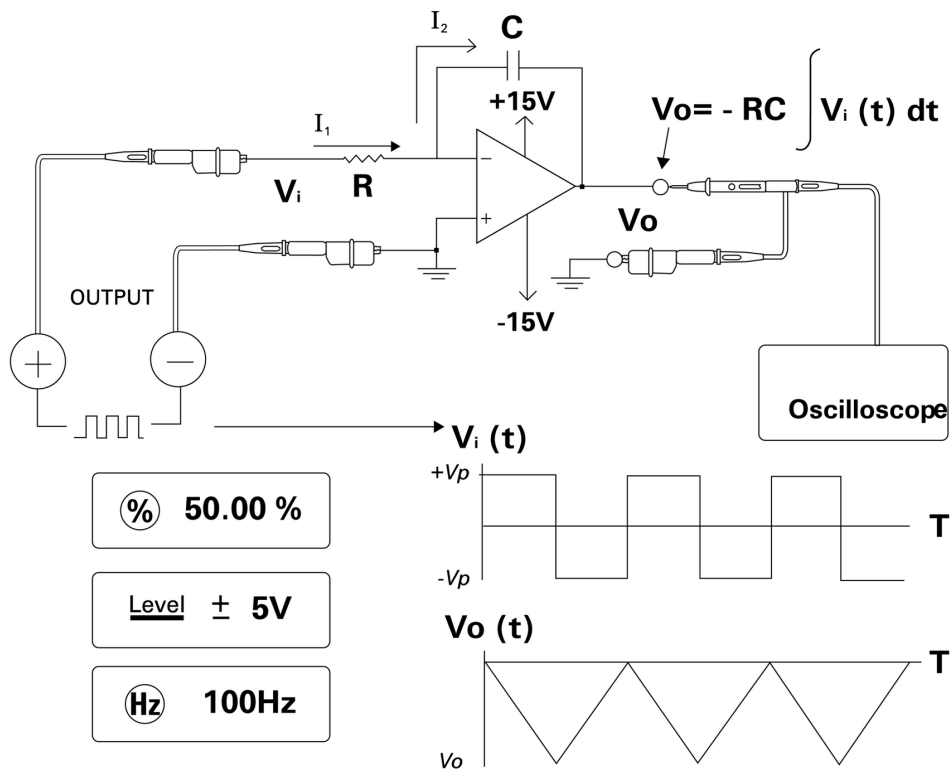 I₂
C
+15V
Vo= - RC ∫ Vi (t) dt
I₁
−
Vi
R
+
Vo
OUTPUT
-15V
+
−
Oscilloscope
Vi (t)
+Vp
% 50.00 %
T
-Vp
Level ± 5V
Vo (t)
T
Hz 100Hz
Vo